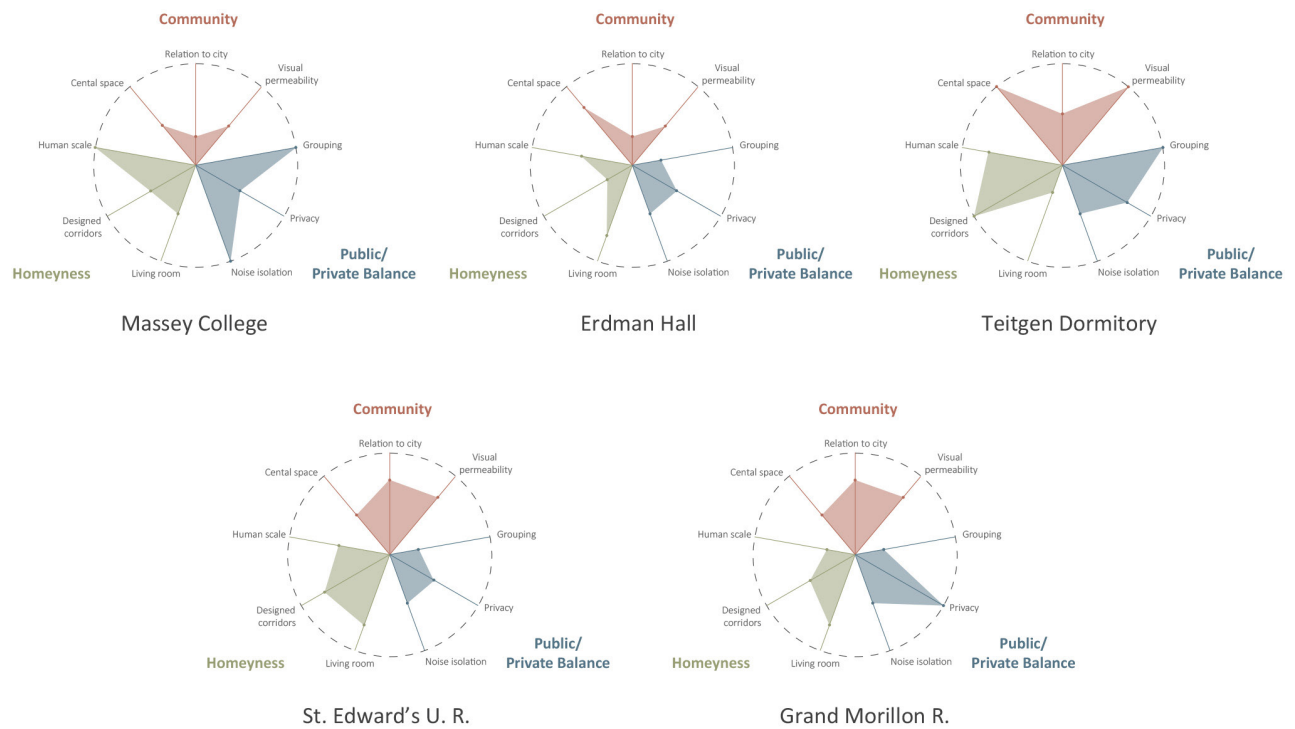 Community
Relation to city
Visual
permeability
Cental space
Human scale
Grouping
Designed
corridors
Privacy
Living room
Noise isolation
Homeyness
Public/
Private Balance
Massey College
Community
Relation to city
Visual
permeability
Cental space
Human scale
Grouping
Designed
corridors
Privacy
Living room
Noise isolation
Homeyness
Public/
Private Balance
Erdman Hall
Community
Relation to city
Visual
permeability
Cental space
Human scale
Grouping
Designed
corridors
Privacy
Living room
Noise isolation
Homeyness
Public/
Private Balance
Teitgen Dormitory
Community
Relation to city
Visual
permeability
Cental space
Human scale
Grouping
Designed
corridors
Privacy
Living room
Noise isolation
Homeyness
Public/
Private Balance
St. Edward's U. R.
Community
Relation to city
Visual
permeability
Cental space
Human scale
Grouping
Designed
corridors
Privacy
Living room
Noise isolation
Homeyness
Public/
Private Balance
Grand Morillon R.